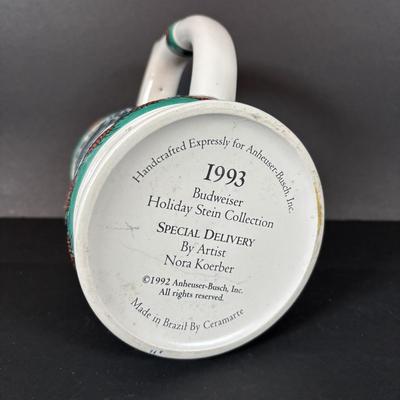 Handcrafted Expressly for Anheuser-Busch, Inc.
1993
Budweiser
Holiday Stein Collection
SPECIAL DELIVERY
By Artist
Nora Koerber
©1992 Anheuser-Busch, Inc.
All rights reserved.
Made in Brazil By Ceramarte